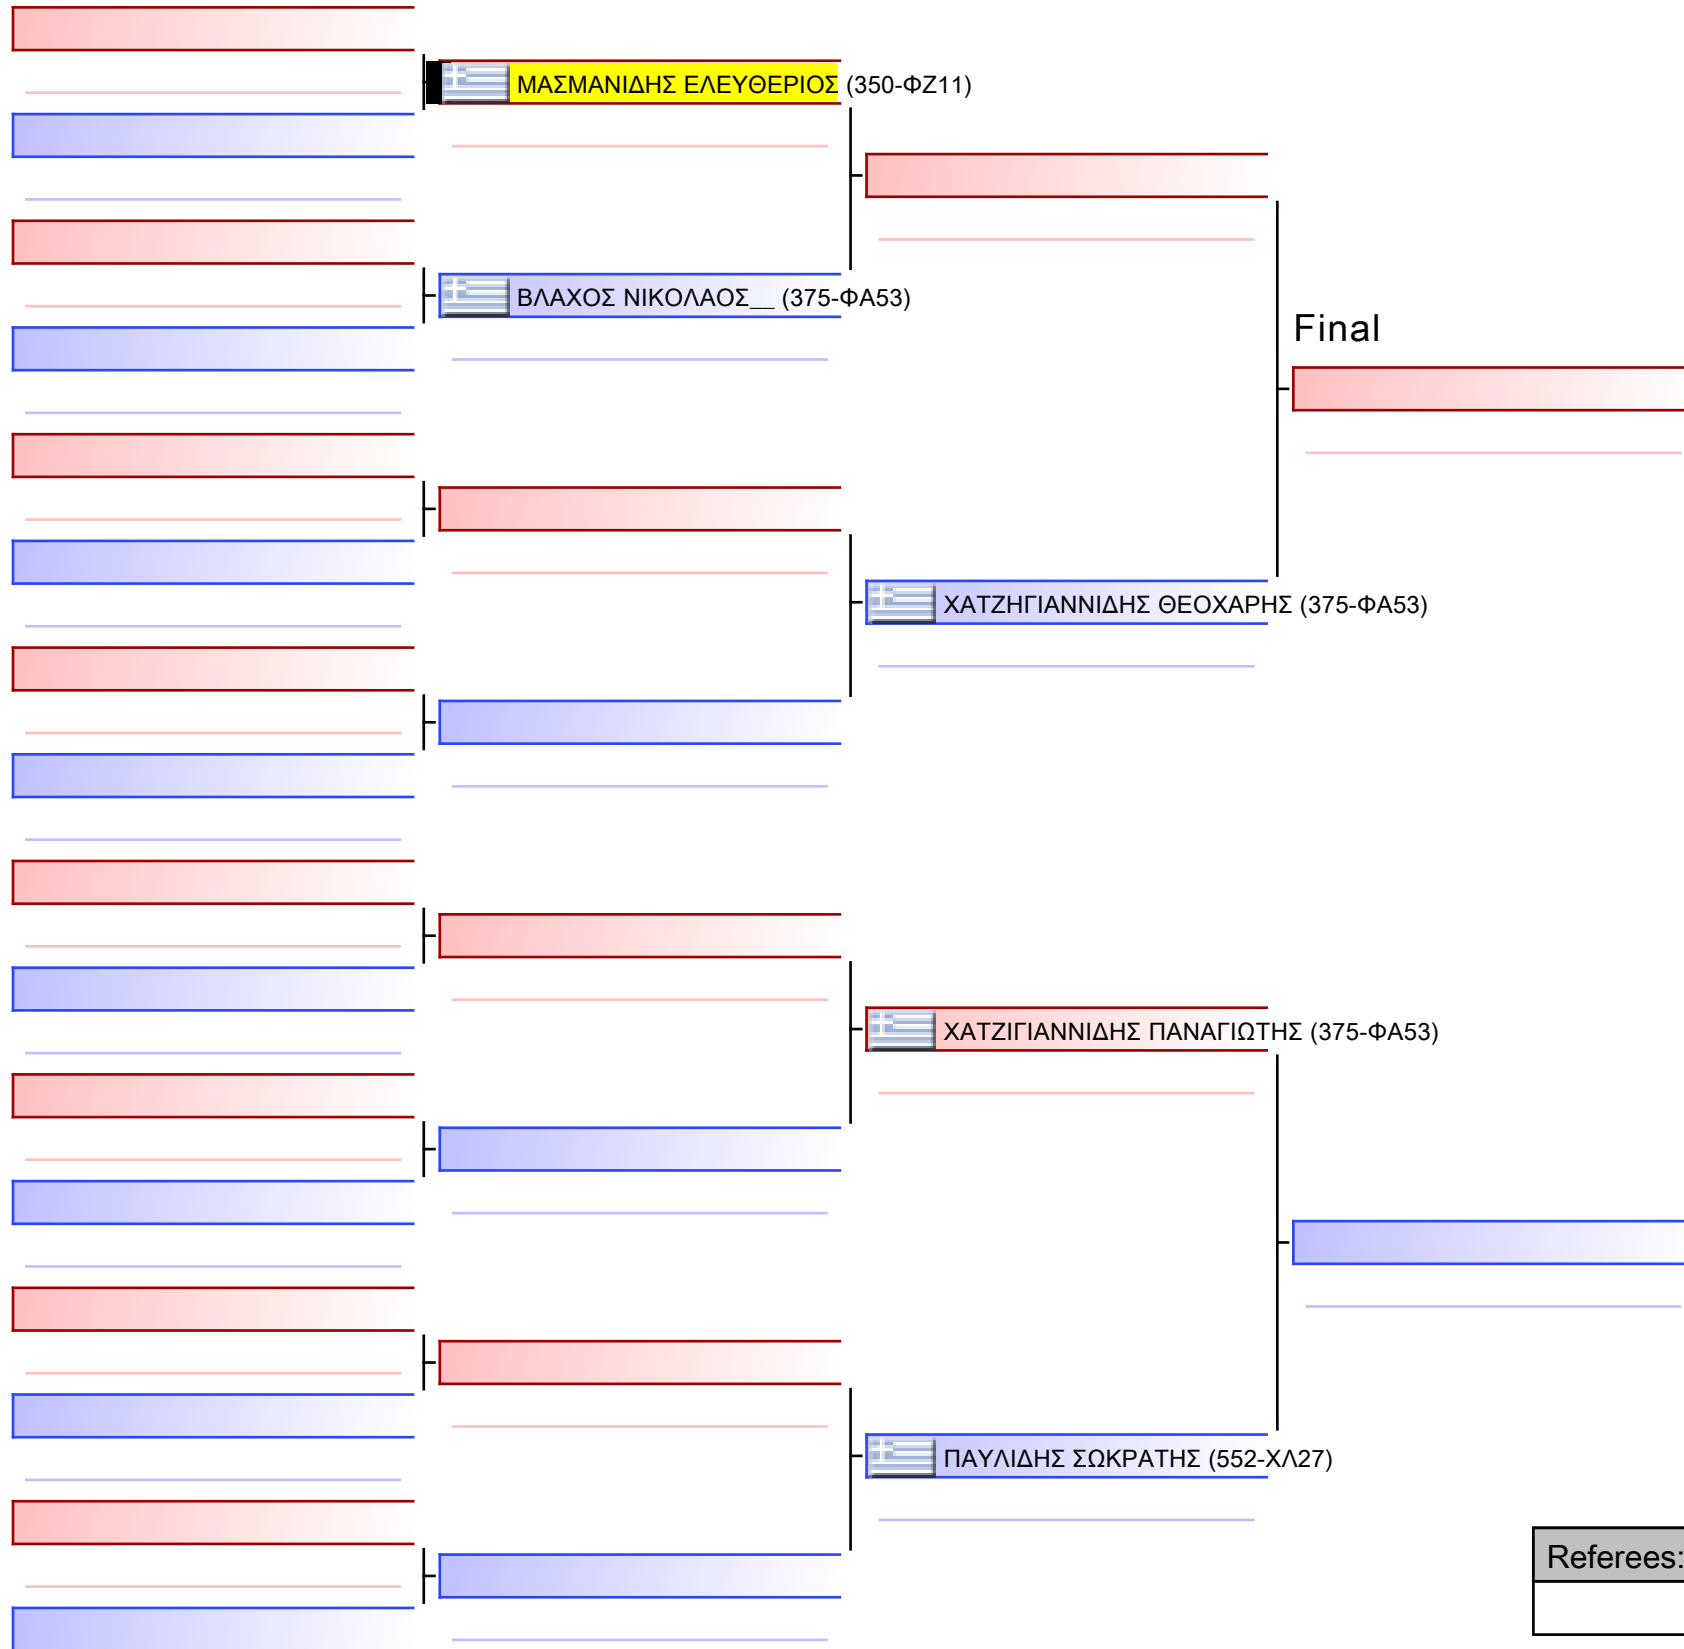 ΜΑΣΜΑΝΙΔΗΣ ΕΛΕΥΘΕΡΙΟΣ (350-ΦΖ11)
ΒΛΑΧΟΣ ΝΙΚΟΛΑΟΣ__ (375-ΦΑ53)
Final
ΧΑΤΖΗΓΙΑΝΝΙΔΗΣ ΘΕΟΧΑΡΗΣ (375-ΦΑ53)
ΧΑΤΖΙΓΙΑΝΝΙΔΗΣ ΠΑΝΑΓΙΩΤΗΣ (375-ΦΑ53)
ΠΑΥΛΙΔΗΣ ΣΩΚΡΑΤΗΣ (552-ΧΛ27)
Referees: